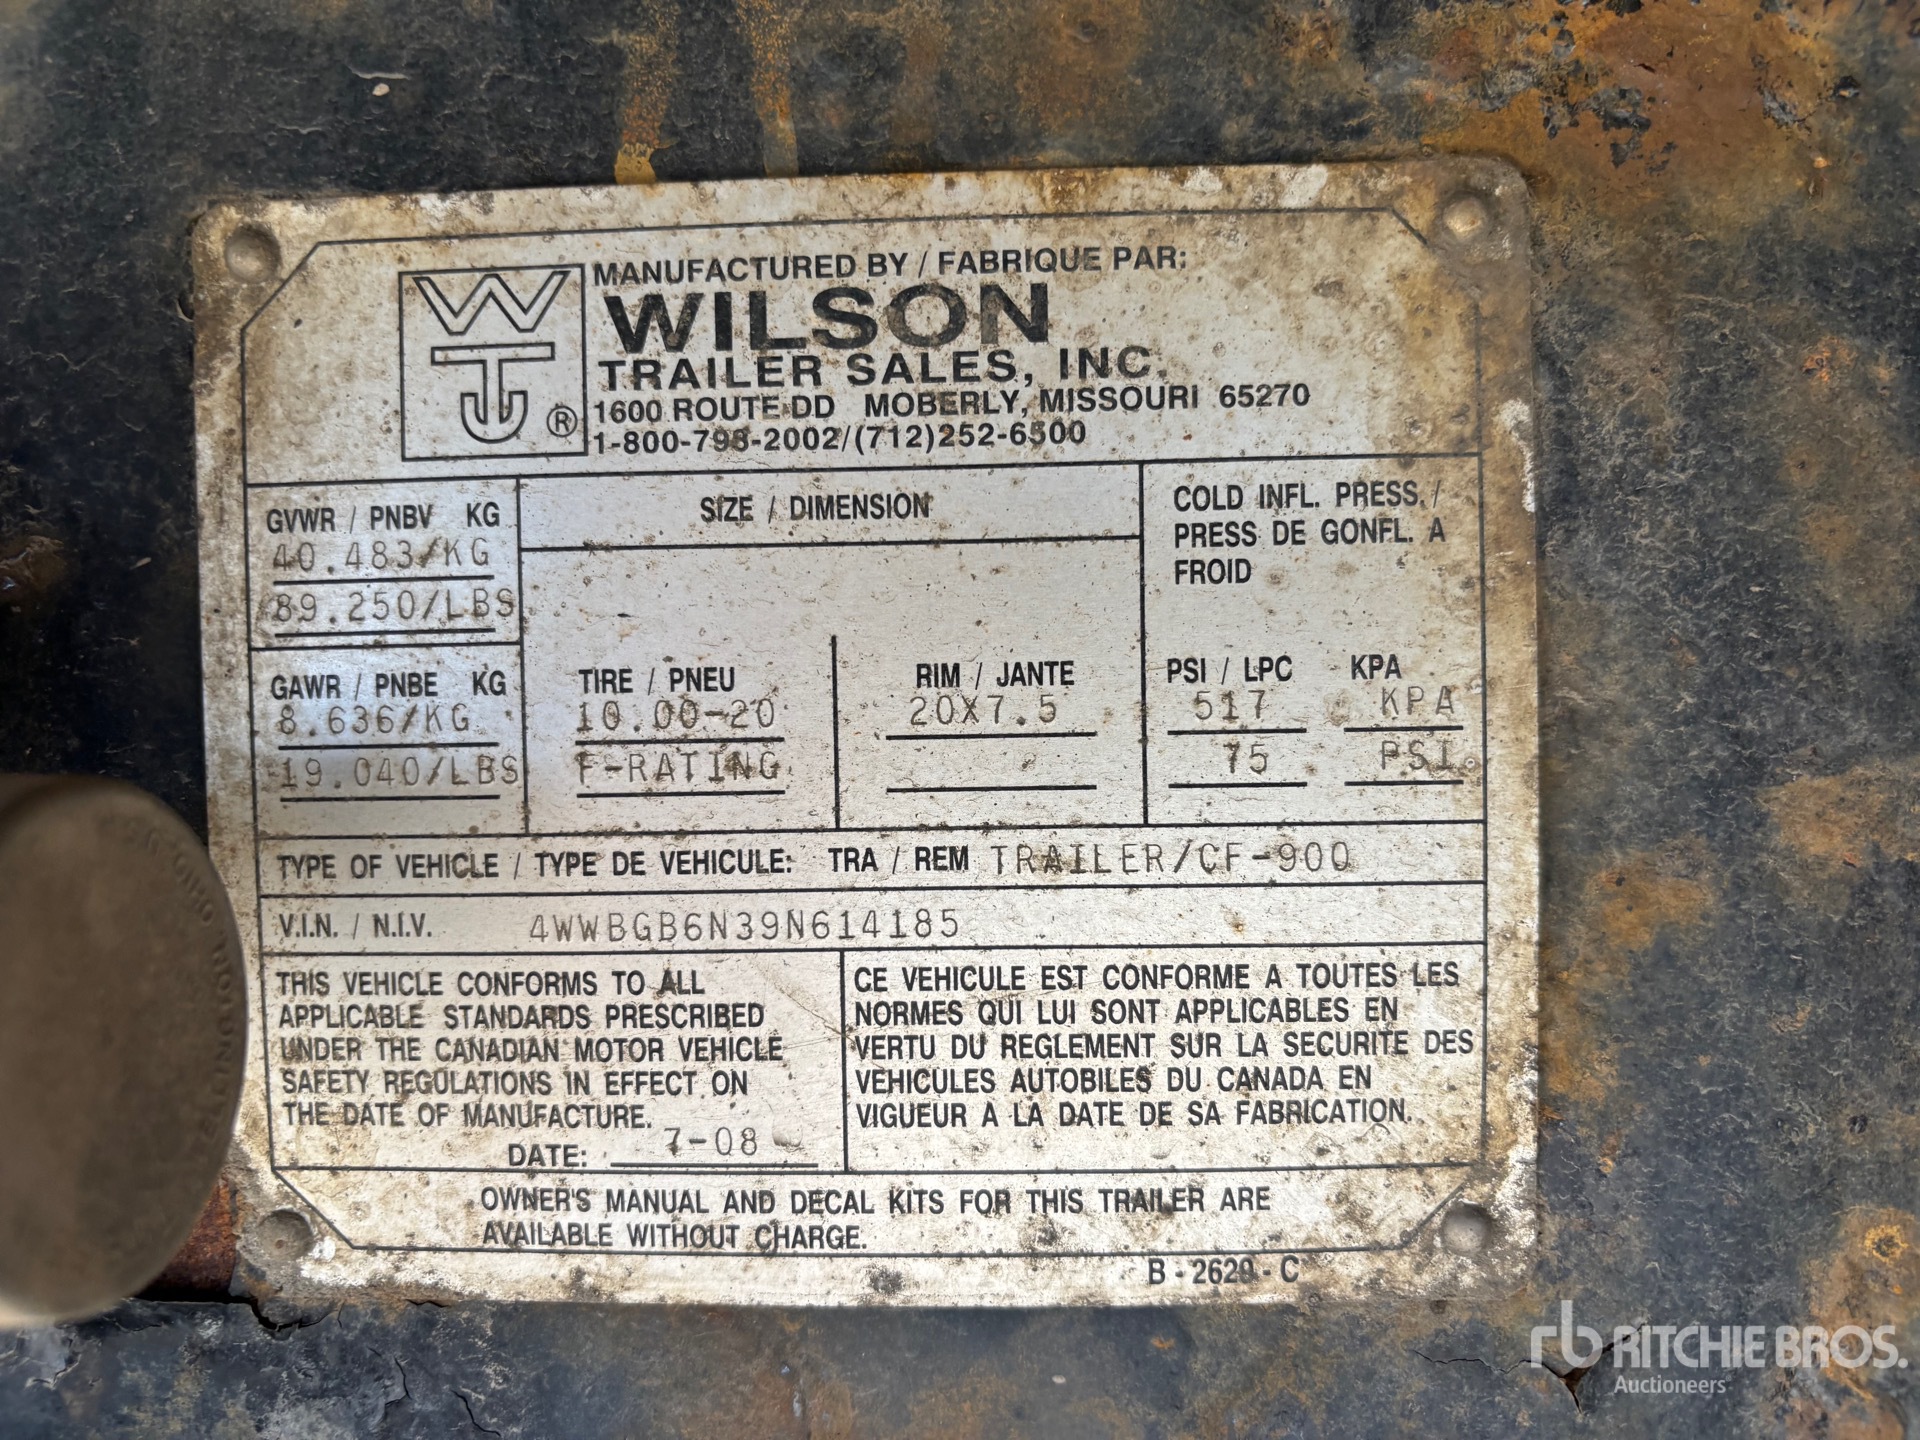 MANUFACTURED BY / FABRIQUE PAR:
WTJ ®
WILSON
TRAILER SALES, INC.
1600 ROUTE DD MOBERLY, MISSOURI 65270
1-800-798-2002/(712)252-6500
GVWR / PNBV KG
40.483/KG
89.250/LBS
SIZE / DIMENSION
COLD INFL. PRESS. /
PRESS DE GONFL. A
FROID
GAWR / PNBE KG
8.636/KG
19.040/LBS
TIRE / PNEU
10.00-20
F-RATING
RIM / JANTE
20X7.5
PSI / LPC KPA
517 KPA
75 PSI
TYPE OF VEHICLE / TYPE DE VEHICULE: TRA / REM TRAILER/CF-900
V.I.N. / N.I.V. 4WWBGB6N39N614185
THIS VEHICLE CONFORMS TO ALL
APPLICABLE STANDARDS PRESCRIBED
UNDER THE CANADIAN MOTOR VEHICLE
SAFETY REGULATIONS IN EFFECT ON
THE DATE OF MANUFACTURE.
DATE: 7-08
CE VEHICULE EST CONFORME A TOUTES LES
NORMES QUI LUI SONT APPLICABLES EN
VERTU DU REGLEMENT SUR LA SECURITE DES
VEHICULES AUTOBILES DU CANADA EN
VIGUEUR A LA DATE DE SA FABRICATION.
OWNER'S MANUAL AND DECAL KITS FOR THIS TRAILER ARE
AVAILABLE WITHOUT CHARGE.
B - 2629 - C
rb RITCHIE BROS.
Auctioneers